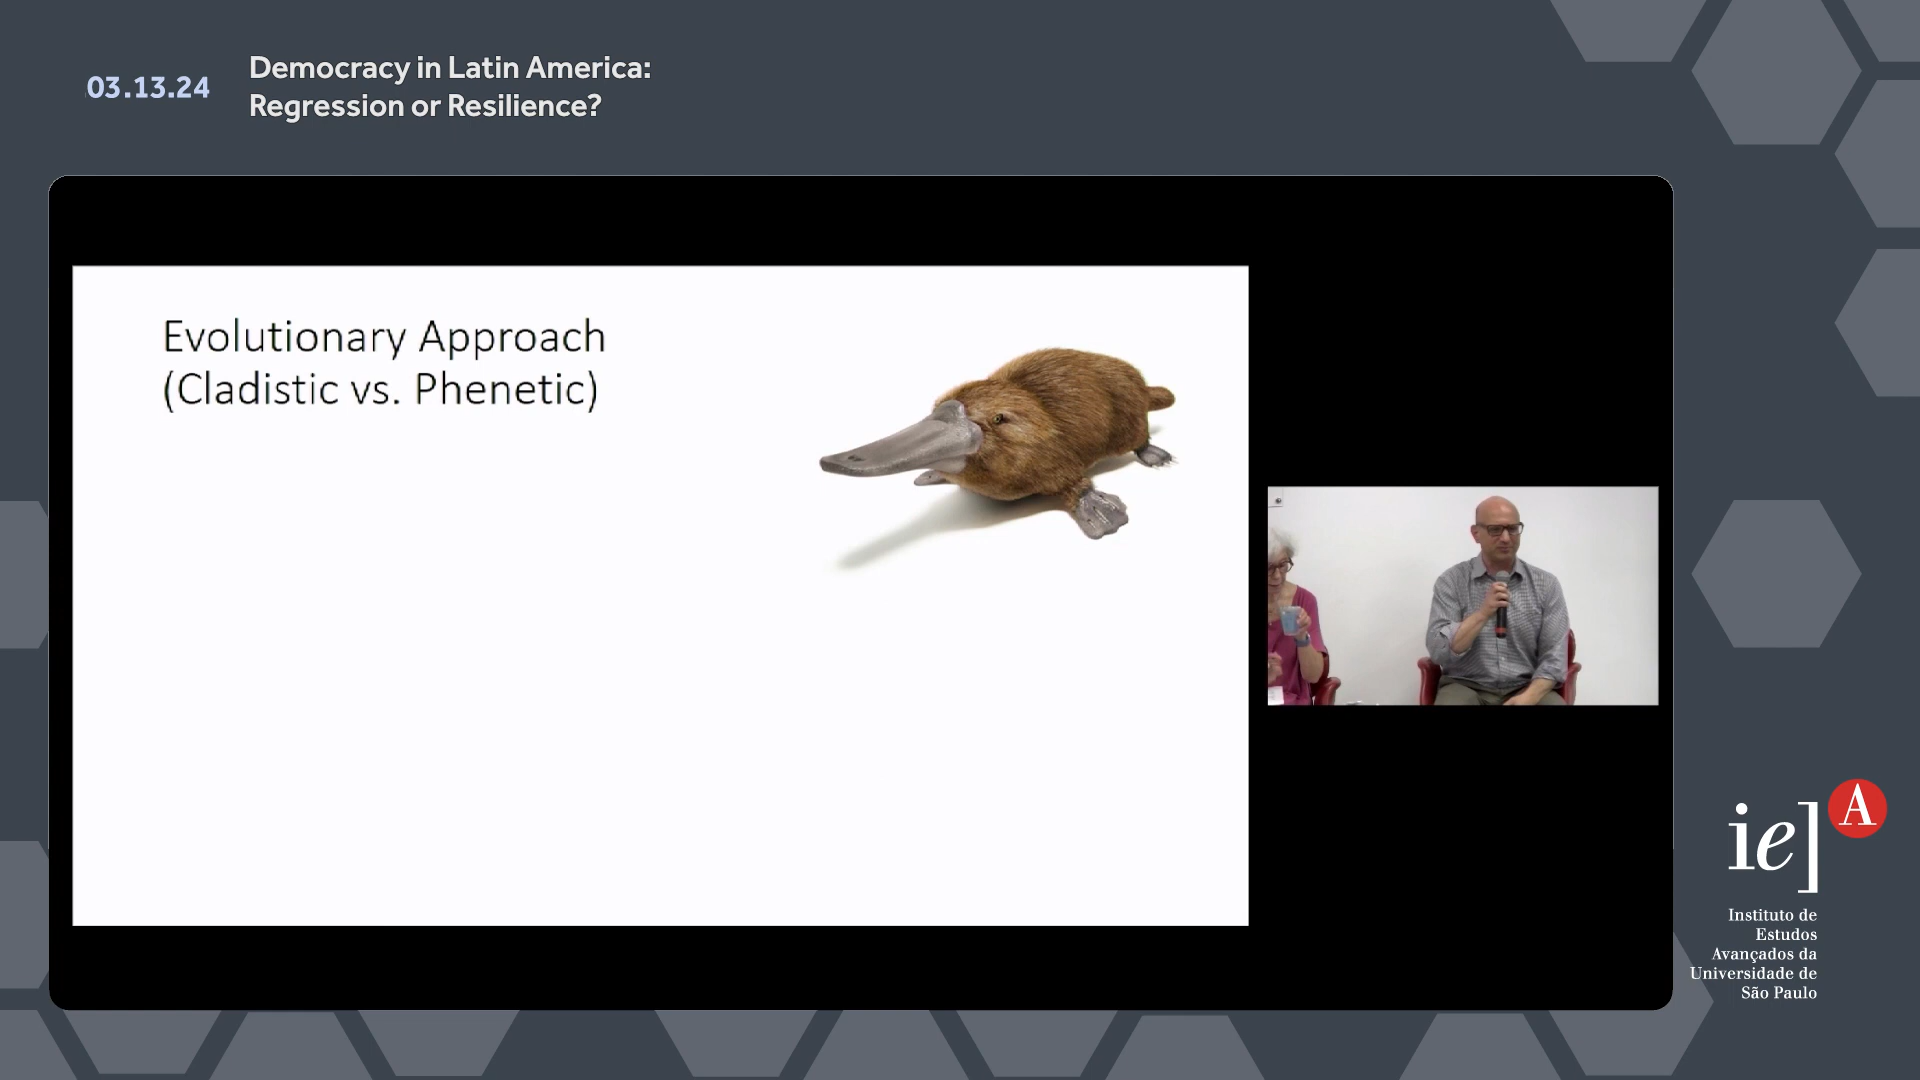 03.13.24
Democracy in Latin America:
Regression or Resilience?
Evolutionary Approach
(Cladistic vs. Phenetic)
ie] A
Instituto de
Estudos
Avançados da
Universidade de
São Paulo